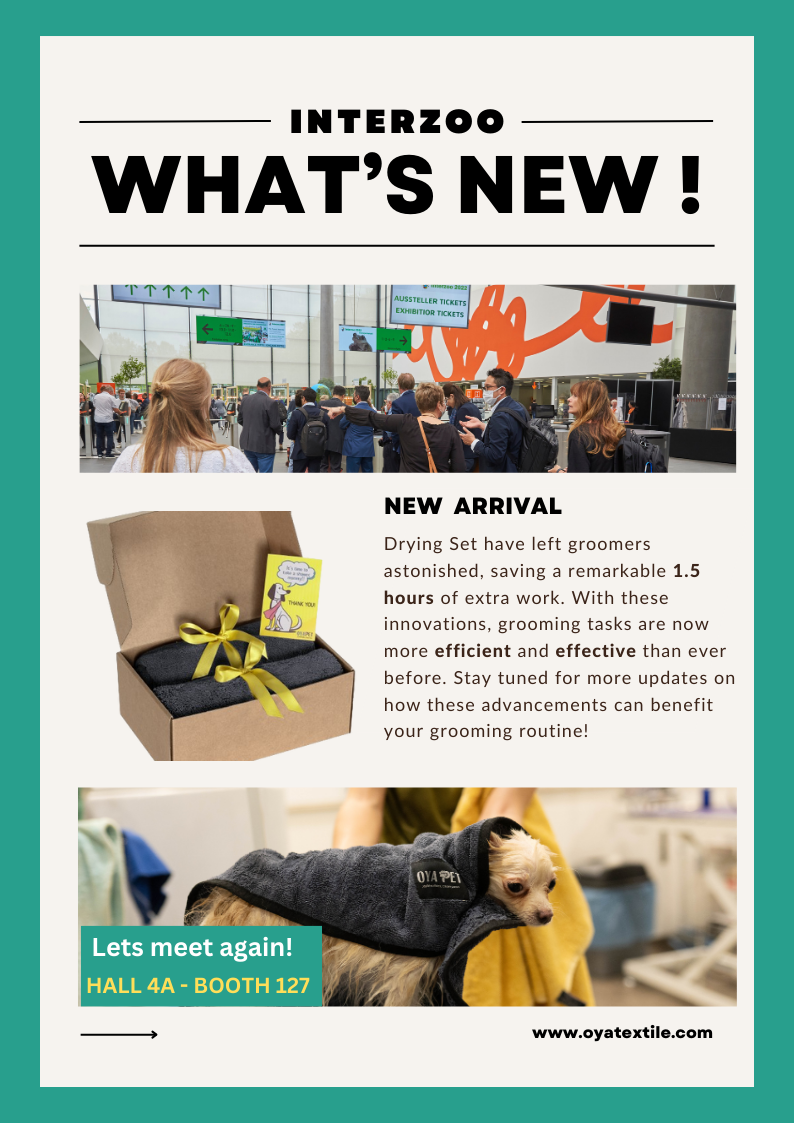 INTERZOO
WHAT'S NEW !
AUSSTELLER TICKETS
EXHIBITIOR TICKETS
NEW ARRIVAL
Drying Set have left groomers
astonished, saving a remarkable 1.5
hours of extra work. With these
innovations, grooming tasks are now
more efficient and effective than ever
before. Stay tuned for more updates on
how these advancements can benefit
your grooming routine!
THANK YOU!
OYA PET
Lets meet again!
HALL 4A - BOOTH 127
www.oyatextile.com